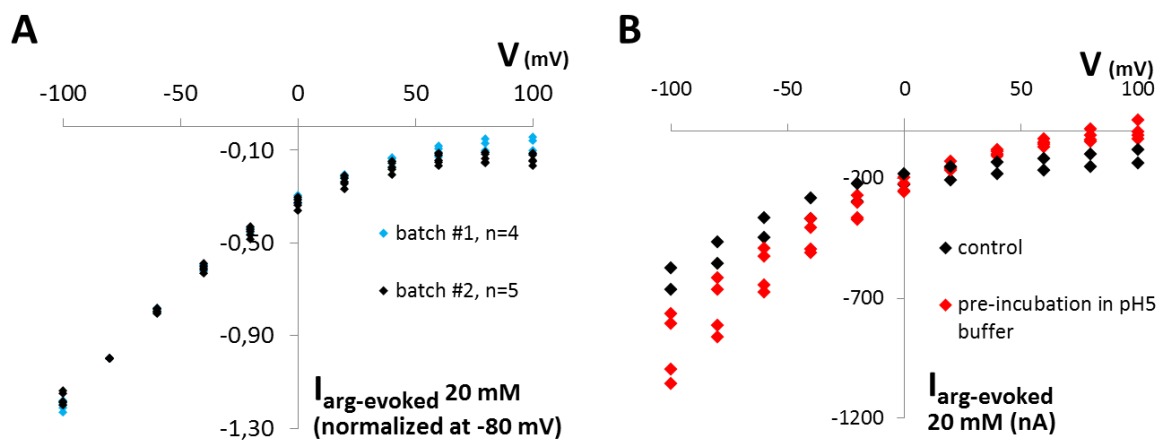 A
V (mV)
-100 -50 0 50 100
-0,10
-0,50
-0,90
-1,30
batch #1, n=4
batch #2, n=5
I arg-evoked 20 mM
(normalized at -80 mV)
B
V (mV)
-100 -50 0 50 100
-200
-700
-1200
control
pre-incubation in pH5
buffer
I arg-evoked
20 mM (nA)